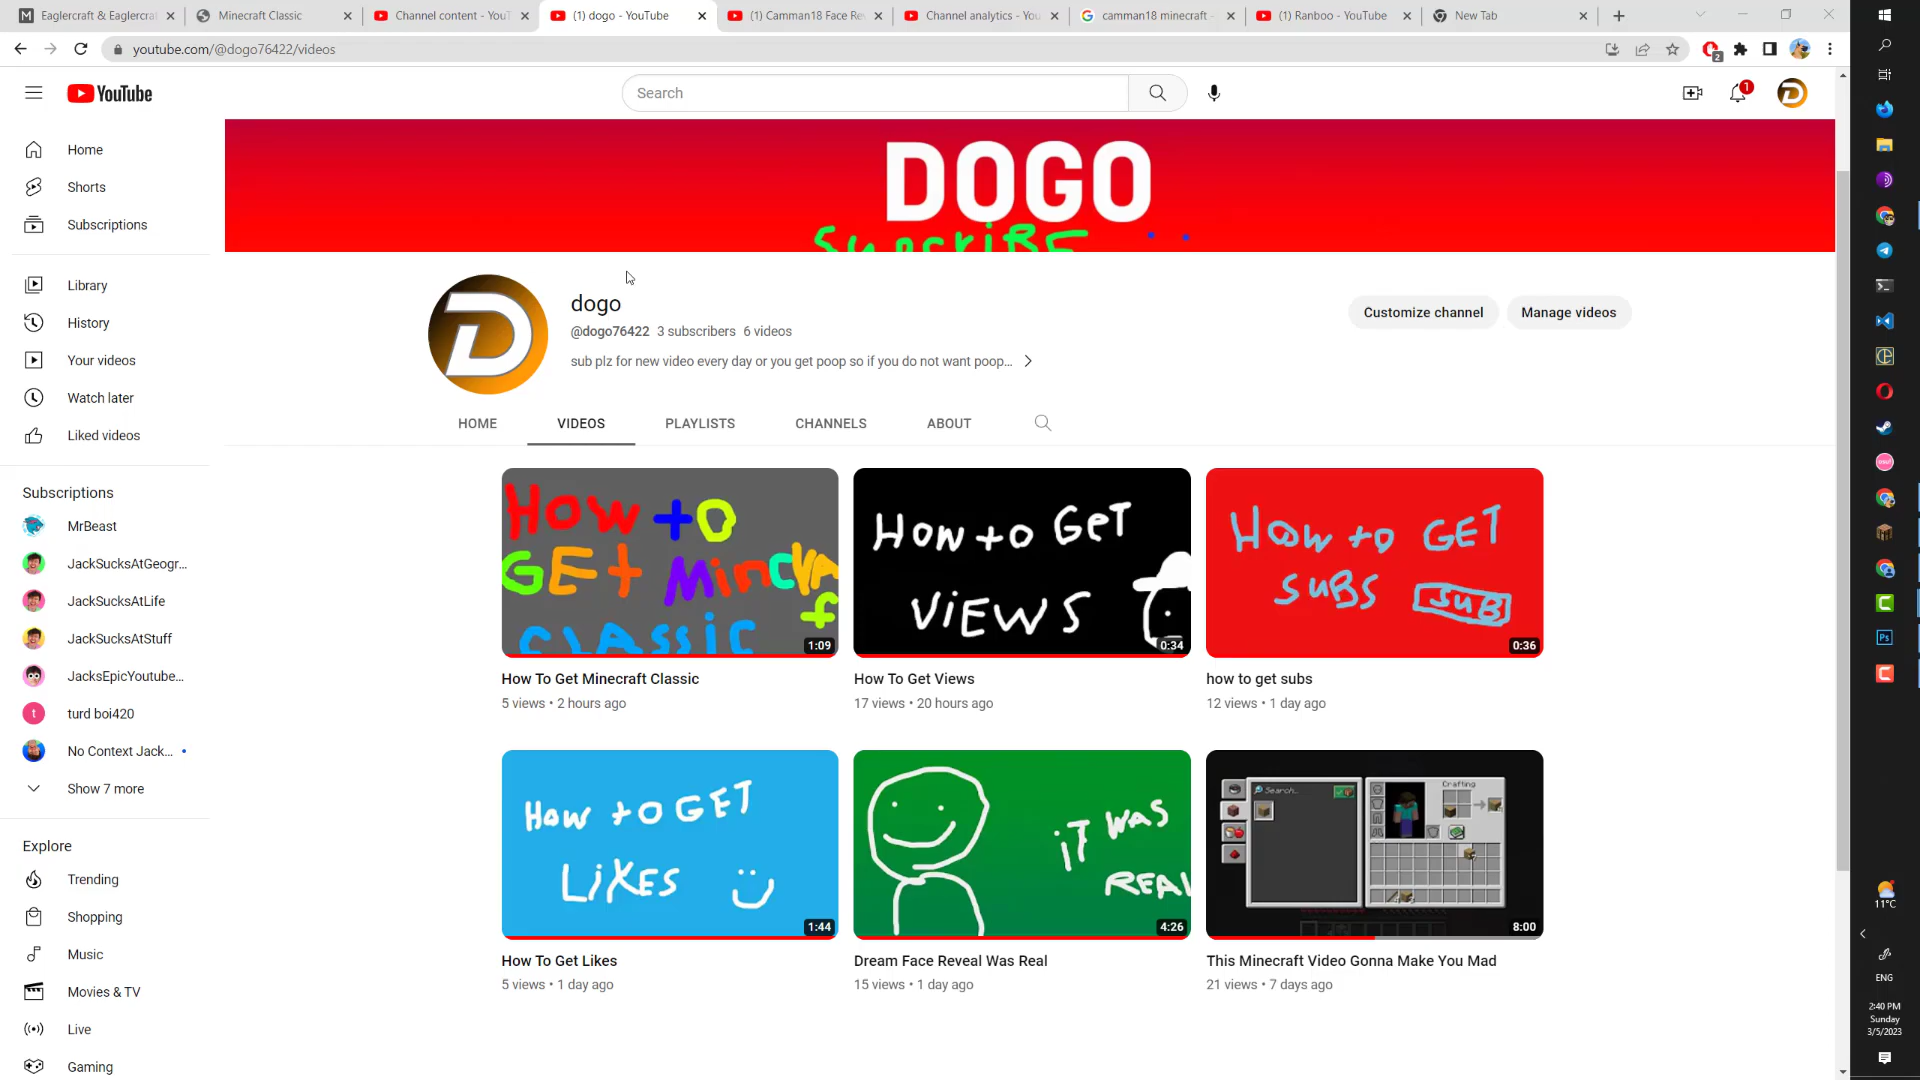 Eaglercraft & Eaglercra
Minecraft Classic
Channel content - YouT
(1) dogo - YouTube
(1) Camman18 Face Re
Channel analytics - You
camman18 minecraft -
(1) Ranboo - YouTube
New Tab
youtube.com/@dogo76422/videos
2
YouTube
Search
1
Home
Shorts
Subscriptions
Library
History
Your videos
Watch later
Liked videos
Subscriptions
MrBeast
JackSucksAtGeogr...
JackSucksAtLife
JackSucksAtStuff
JacksEpicYoutube...
t
turd boi420
No Context Jack...
Show 7 more
Explore
Trending
Shopping
Music
Movies & TV
Live
Gaming
DOGO
SubscriBE
D
dogo
@dogo76422 3 subscribers 6 videos
sub plz for new video every day or you get poop so if you do not want poop...
Customize channel
Manage videos
HOME
VIDEOS
PLAYLISTS
CHANNELS
ABOUT
How to
GEt Mincra
f
CLASSIC
1:09
How To Get Minecraft Classic
5 views • 2 hours ago
How to GeT
ViEWS
0:34
How To Get Views
17 views • 20 hours ago
How to GET
SUBS SUB
0:36
how to get subs
12 views • 1 day ago
How to GET
LiKES
1:44
How To Get Likes
5 views • 1 day ago
iT WAS
REAL
4:26
Dream Face Reveal Was Real
15 views • 1 day ago
Search...
Crafting
8:00
This Minecraft Video Gonna Make You Mad
21 views • 7 days ago
Ps
11°C
ENG
2:40 PM
Sunday
3/5/2023